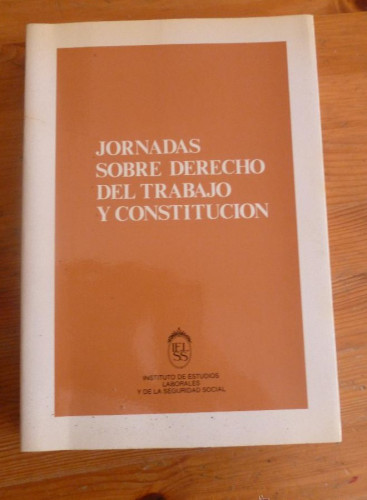 JORNADAS
SOBRE DERECHO
DEL TRABAJO
Y CONSTITUCION
IELSS
INSTITUTO DE ESTUDIOS
LABORALES
Y DE LA SEGURIDAD SOCIAL